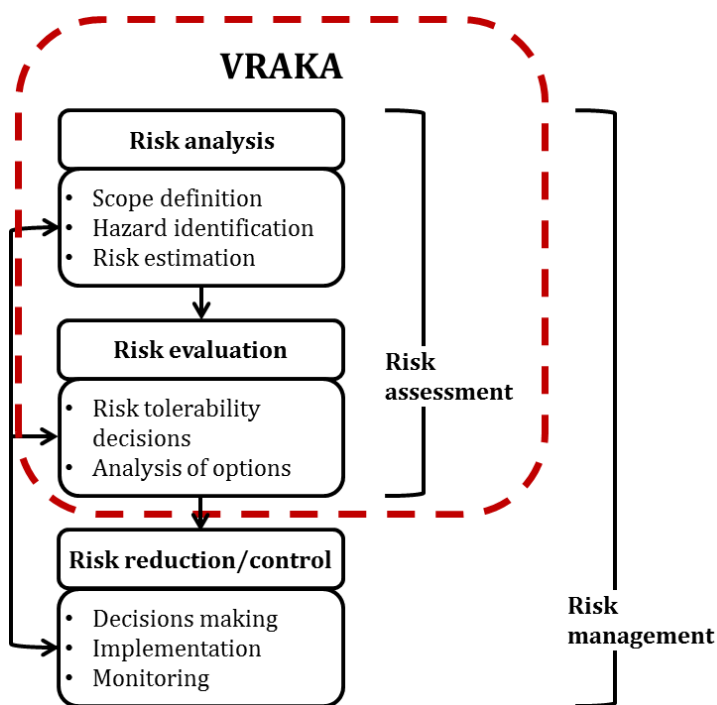 VRAKA
Risk analysis
• Scope definition
• Hazard identification
• Risk estimation
Risk evaluation
• Risk tolerability
decisions
• Analysis of options
Risk
assessment
Risk reduction/control
• Decisions making
• Implementation
• Monitoring
Risk
management